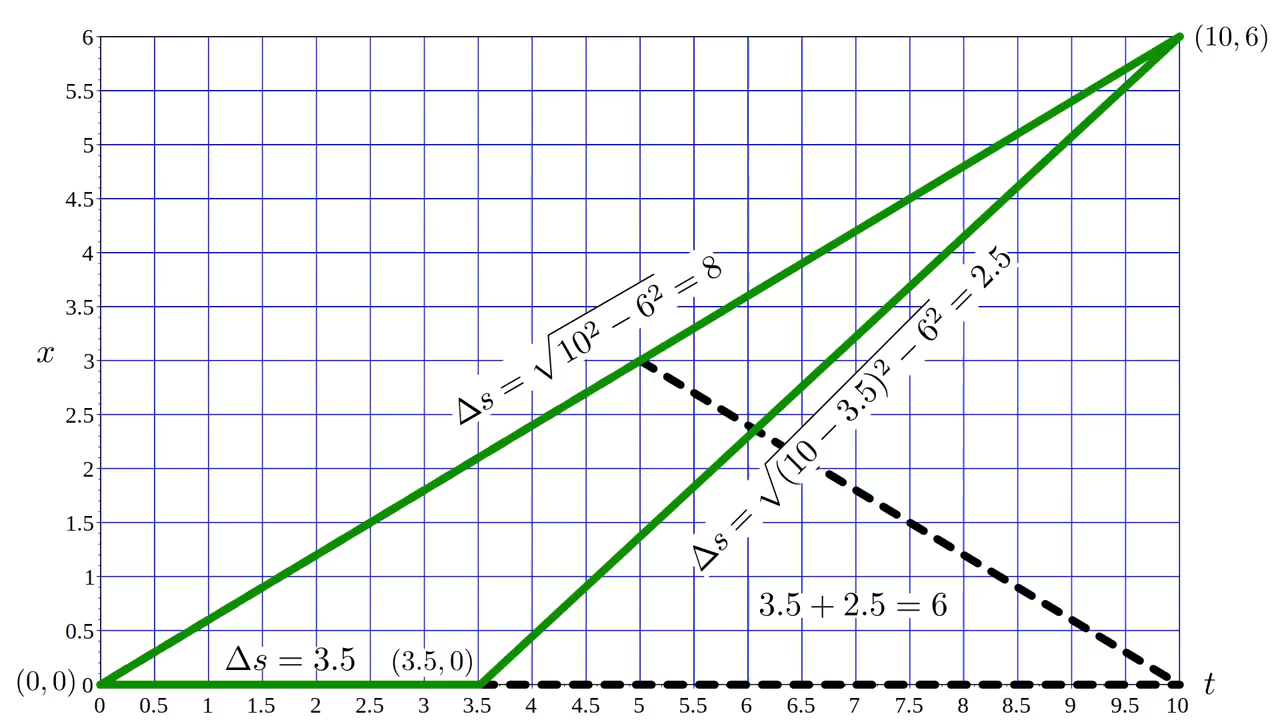 6
(10, 6)
5.5
5
4.5
4
3.5
x
3
2.5
2
1.5
1
0.5
(0, 0) 0
Δs = √(10² − 6²) = 8
Δs = √((10 − 3.5)² − 6²) = 2.5
3.5 + 2.5 = 6
Δs = 3.5 (3.5, 0)
t
0 0.5 1 1.5 2 2.5 3 3.5 4 4.5 5 5.5 6 6.5 7 7.5 8 8.5 9 9.5 10